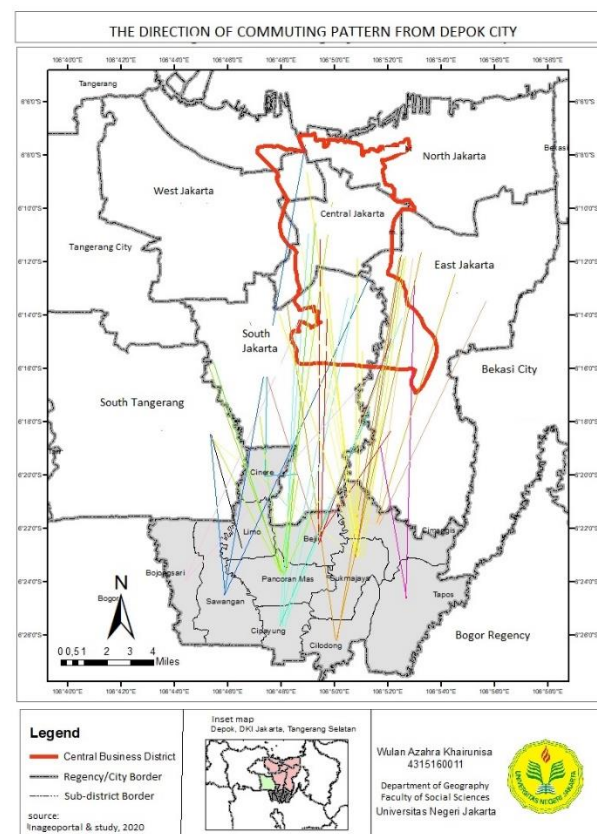 THE DIRECTION OF COMMUTING PATTERN FROM DEPOK CITY
106°44'0"E 106°46'0"E 106°48'0"E 106°50'0"E 106°52'0"E 106°54'0"E 106°56'0"E 106°58'0"E
Tangerang
6°6'0"S
6°8'0"S
North Jakarta
West Jakarta
6°10'0"S
Central Jakarta
Tangerang City
6°12'0"S
East Jakarta
6°14'0"S
South
Jakarta
6°16'0"S
Bekasi City
South Tangerang
6°18'0"S
6°20'0"S
Cinere
6°22'0"S
Limo
Beji
Cimanggis
Bojongsari
6°24'0"S
Pancoran Mas
Sukmajaya
Tapos
Sawangan
N
Bogor
6°26'0"S
Cipayung
Cilodong
Bogor Regency
0 0,5 1 2 3 4
Miles
Legend
Central Business District
Regency/City Border
Sub-district Border
source:
Inageoportal & study, 2020
Inset map
Depok, DKI Jakarta, Tangerang Selatan
Wulan Azahra Khairunisa
4315160011
Department of Geography
Faculty of Social Sciences
Universitas Negeri Jakarta
UNIVERSITAS NEGERI JAKARTA